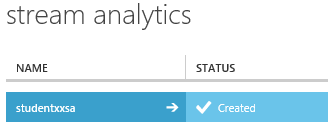 stream analytics
NAME STATUS
studentxxsa Created